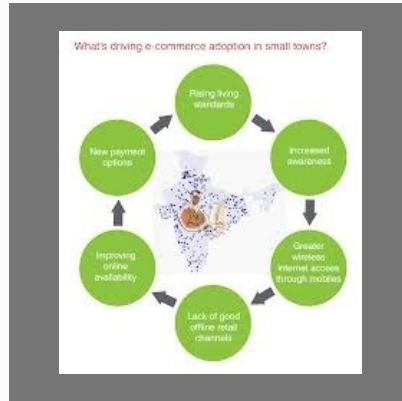 What's driving e-commerce adoption in small towns?
Rising living
standards
Increased
awareness
Greater
wireless
internet access
through mobiles
Lack of good
offline retail
channels
Improving
online
availability
New payment
options